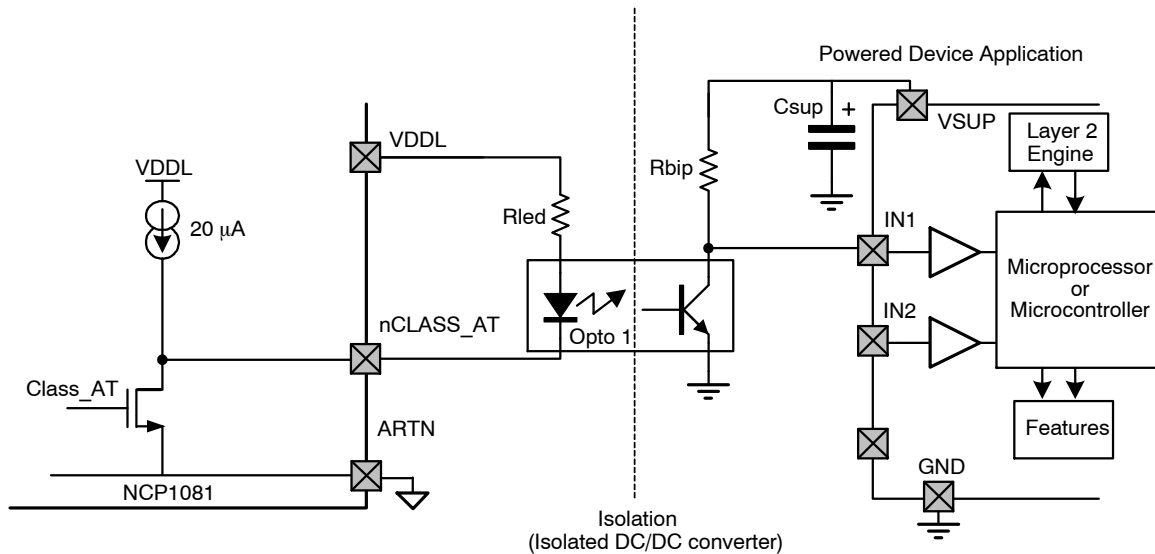 Powered Device Application
Csup
+
VSUP
VDDL
Layer 2
Engine
VDDL
Rbip
Rled
20 μA
IN1
Microprocessor
or
Microcontroller
IN2
nCLASS_AT
Opto 1
Class_AT
ARTN
Features
GND
NCP1081
Isolation
(Isolated DC/DC converter)